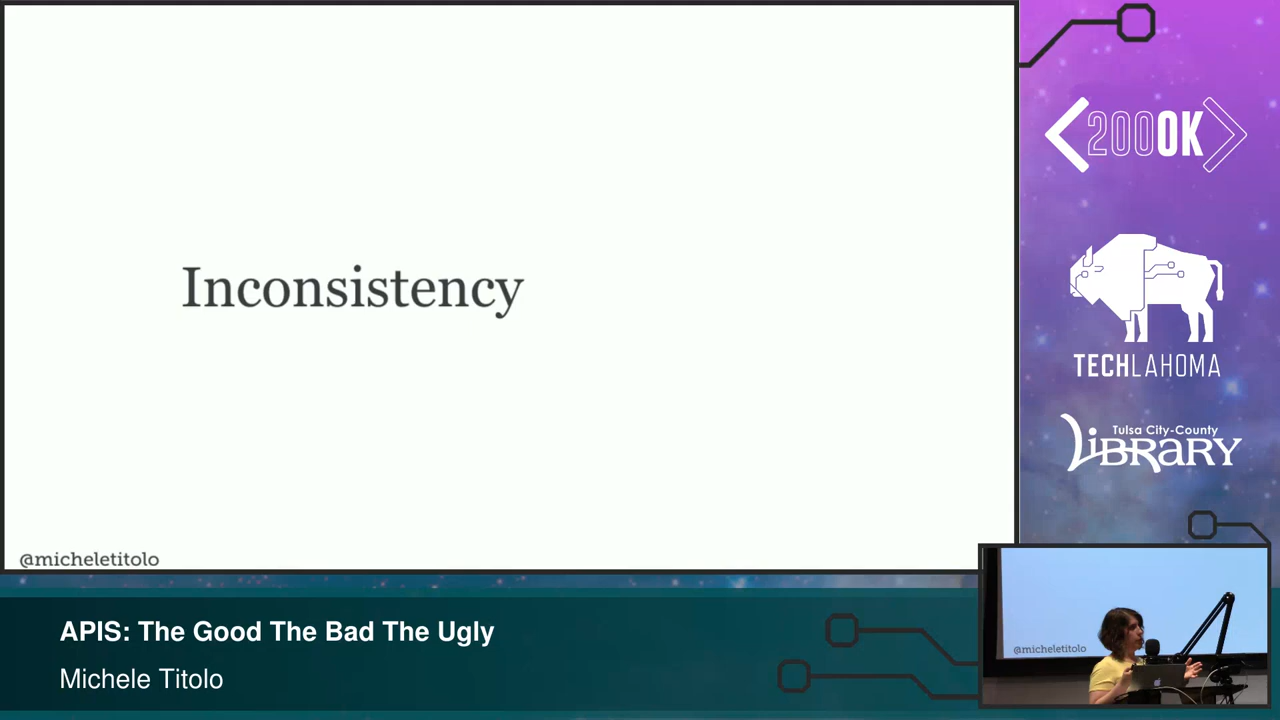 Inconsistency
@micheletitolo
200OK
TECHLAHOMA
Tulsa City-County
LiBRARY
@micheletitolo
APIS: The Good The Bad The Ugly
Michele Titolo